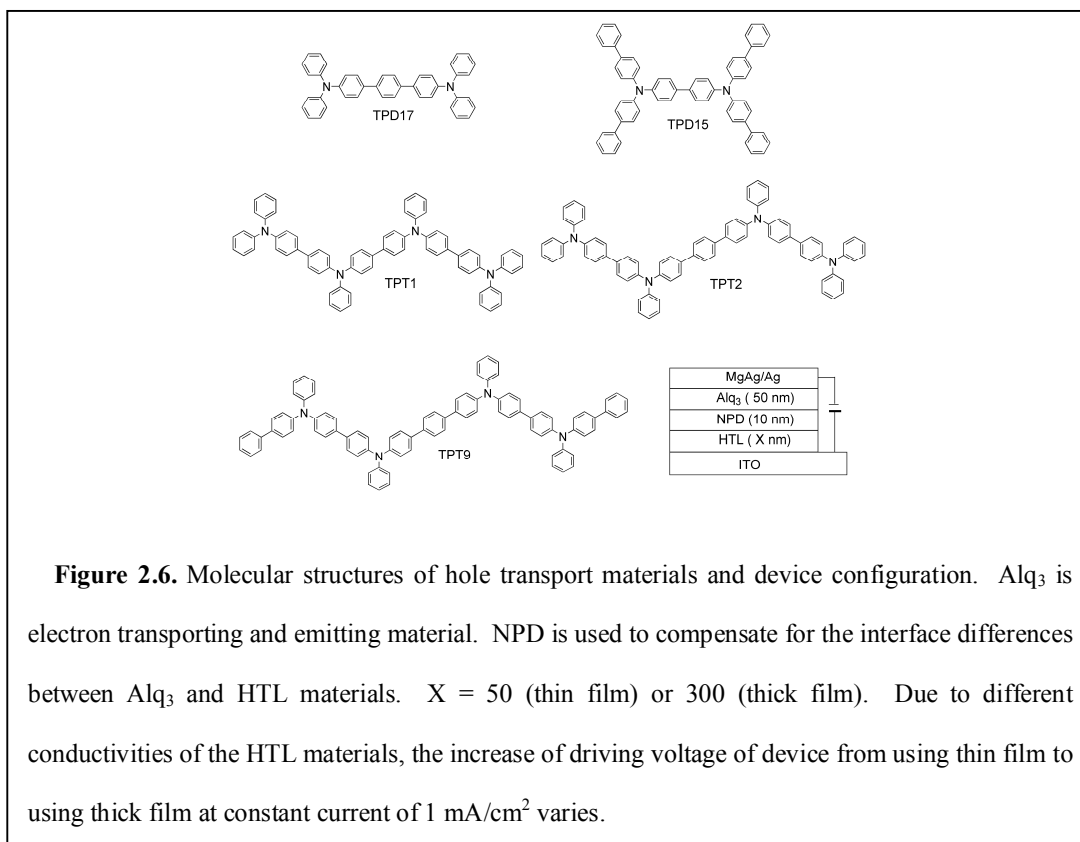 N
N
TPD17
N
N
TPD15
N
N
N
N
TPT1
N
N
N
N
TPT2
N
N
N
N
TPT9
MgAg/Ag
Alq3 ( 50 nm)
NPD (10 nm)
HTL ( X nm)
ITO
Figure 2.6. Molecular structures of hole transport materials and device configuration. Alq3 is
electron transporting and emitting material. NPD is used to compensate for the interface differences
between Alq3 and HTL materials. X = 50 (thin film) or 300 (thick film). Due to different
conductivities of the HTL materials, the increase of driving voltage of device from using thin film to
using thick film at constant current of 1 mA/cm2 varies.